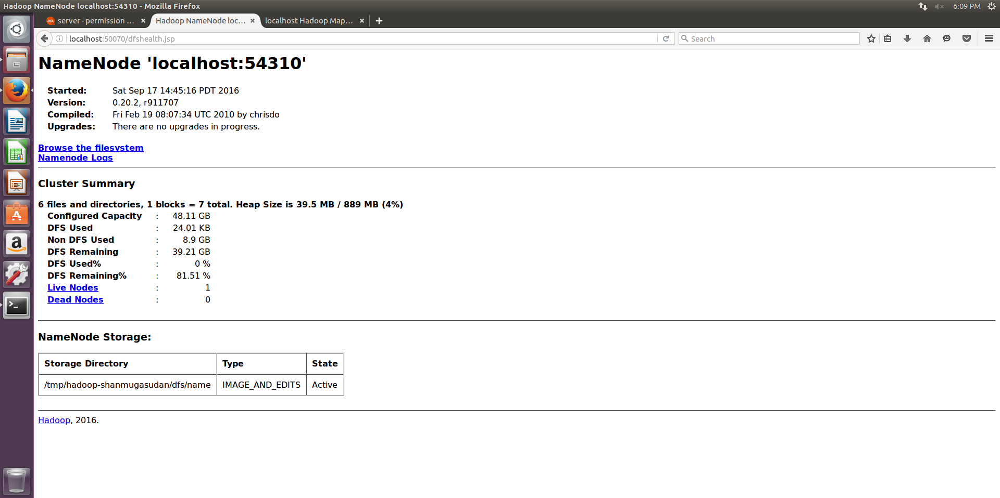 Hadoop NameNode localhost:54310 - Mozilla Firefox
6:09 PM
ask server - permission ...
Hadoop NameNode loc...
localhost Hadoop Map...
localhost:50070/dfshealth.jsp
Search
NameNode 'localhost:54310'
Started: Sat Sep 17 14:45:16 PDT 2016
Version: 0.20.2, r911707
Compiled: Fri Feb 19 08:07:34 UTC 2010 by chrisdo
Upgrades: There are no upgrades in progress.
Browse the filesystem
Namenode Logs
Cluster Summary
6 files and directories, 1 blocks = 7 total. Heap Size is 39.5 MB / 889 MB (4%)
Configured Capacity : 48.11 GB
DFS Used : 24.01 KB
Non DFS Used : 8.9 GB
DFS Remaining : 39.21 GB
DFS Used% : 0 %
DFS Remaining% : 81.51 %
Live Nodes : 1
Dead Nodes : 0
NameNode Storage:
Storage Directory Type State
/tmp/hadoop-shanmugasudan/dfs/name IMAGE_AND_EDITS Active
Hadoop, 2016.